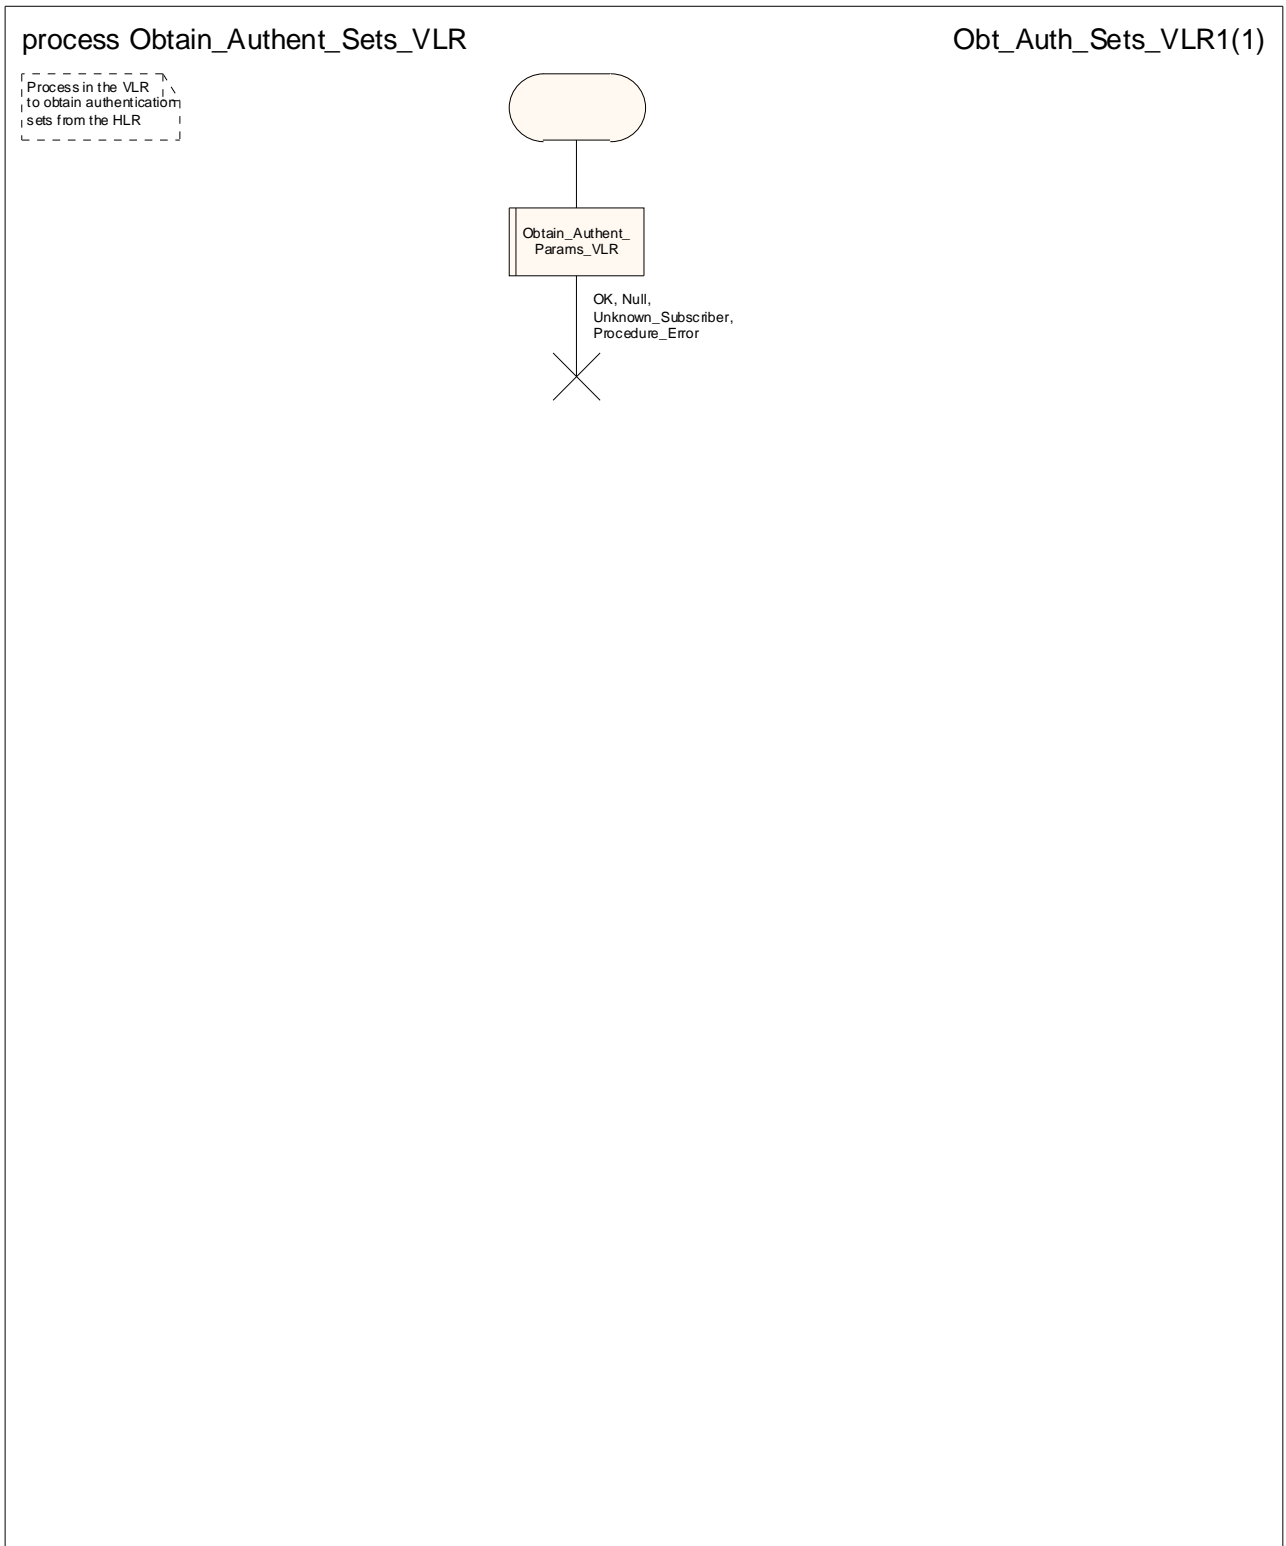 process Obtain_Authent_Sets_VLR
Obt_Auth_Sets_VLR1(1)
Process in the VLR
to obtain authentication
sets from the HLR
Obtain_Authent_
Params_VLR
OK, Null,
Unknown_Subscriber,
Procedure_Error